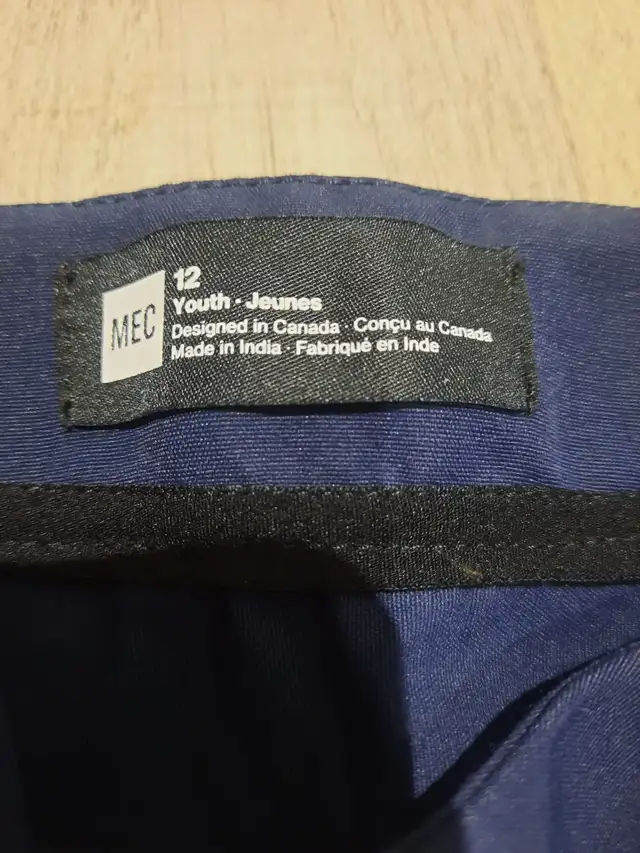 MEC
12
Youth · Jeunes
Designed in Canada · Conçu au Canada
Made in India · Fabriqué en Inde